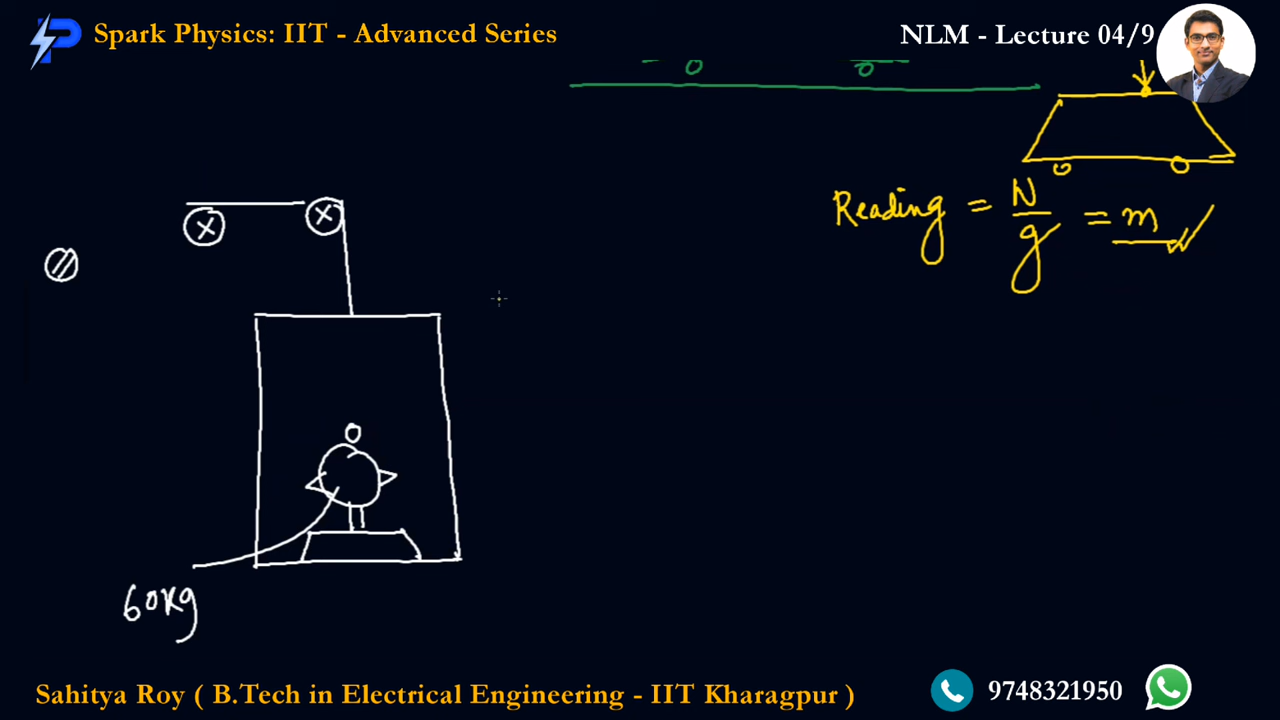 Spark Physics: IIT - Advanced Series
NLM - Lecture 04/9
Reading = N/g = m
60kg
Sahitya Roy ( B.Tech in Electrical Engineering - IIT Kharagpur )
9748321950